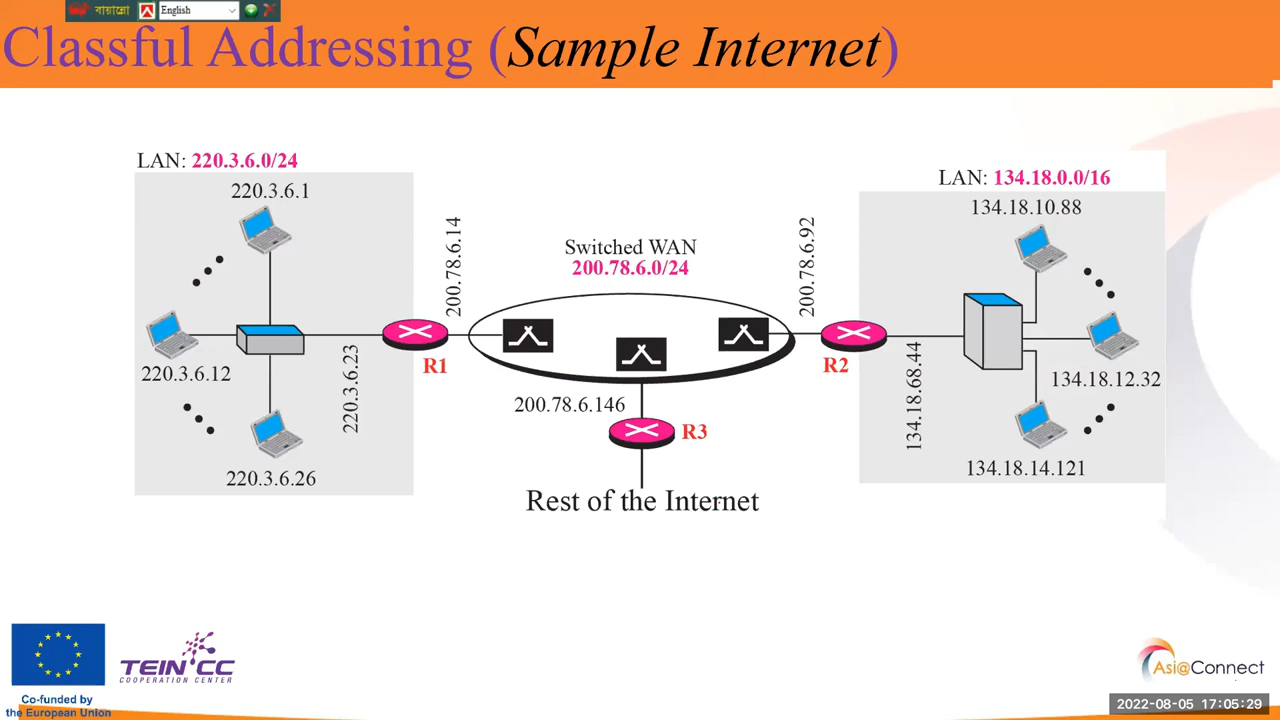 বায়ান্নো English
Classful Addressing (Sample Internet)
LAN: 220.3.6.0/24
220.3.6.1
220.3.6.12
220.3.6.26
220.3.6.23
R1
200.78.6.14
Switched WAN
200.78.6.0/24
200.78.6.146
R3
Rest of the Internet
200.78.6.92
R2
134.18.68.44
LAN: 134.18.0.0/16
134.18.10.88
134.18.12.32
134.18.14.121
Co-funded by
the European Union
TEIN CC
COOPERATION CENTER
Asi@Connect
2022-08-05 17:05:29